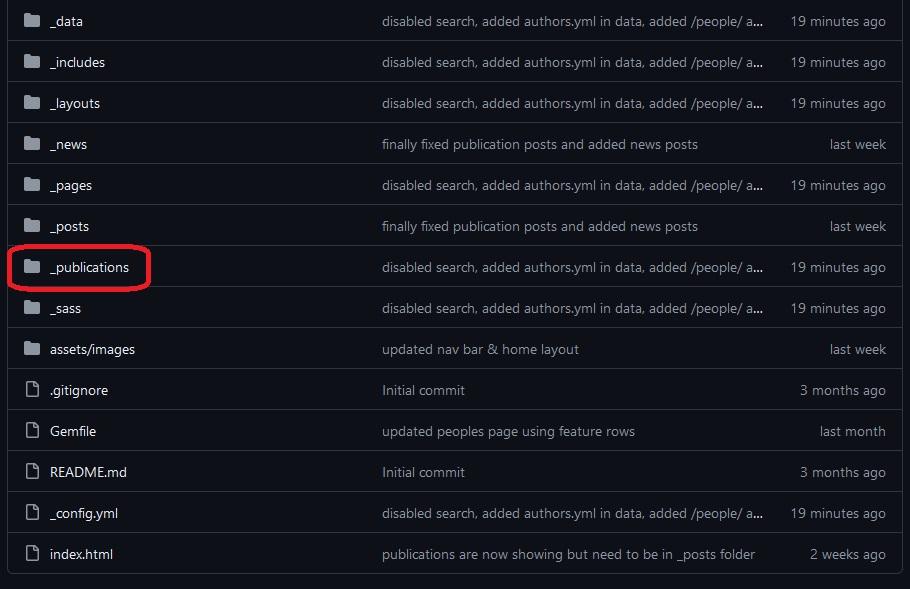 _data disabled search, added authors.yml in data, added /people/ a... 19 minutes ago
_includes disabled search, added authors.yml in data, added /people/ a... 19 minutes ago
_layouts disabled search, added authors.yml in data, added /people/ a... 19 minutes ago
_news finally fixed publication posts and added news posts last week
_pages disabled search, added authors.yml in data, added /people/ a... 19 minutes ago
_posts finally fixed publication posts and added news posts last week
_publications disabled search, added authors.yml in data, added /people/ a... 19 minutes ago
_sass disabled search, added authors.yml in data, added /people/ a... 19 minutes ago
assets/images updated nav bar & home layout last week
.gitignore Initial commit 3 months ago
Gemfile updated peoples page using feature rows last month
README.md Initial commit 3 months ago
_config.yml disabled search, added authors.yml in data, added /people/ a... 19 minutes ago
index.html publications are now showing but need to be in _posts folder 2 weeks ago